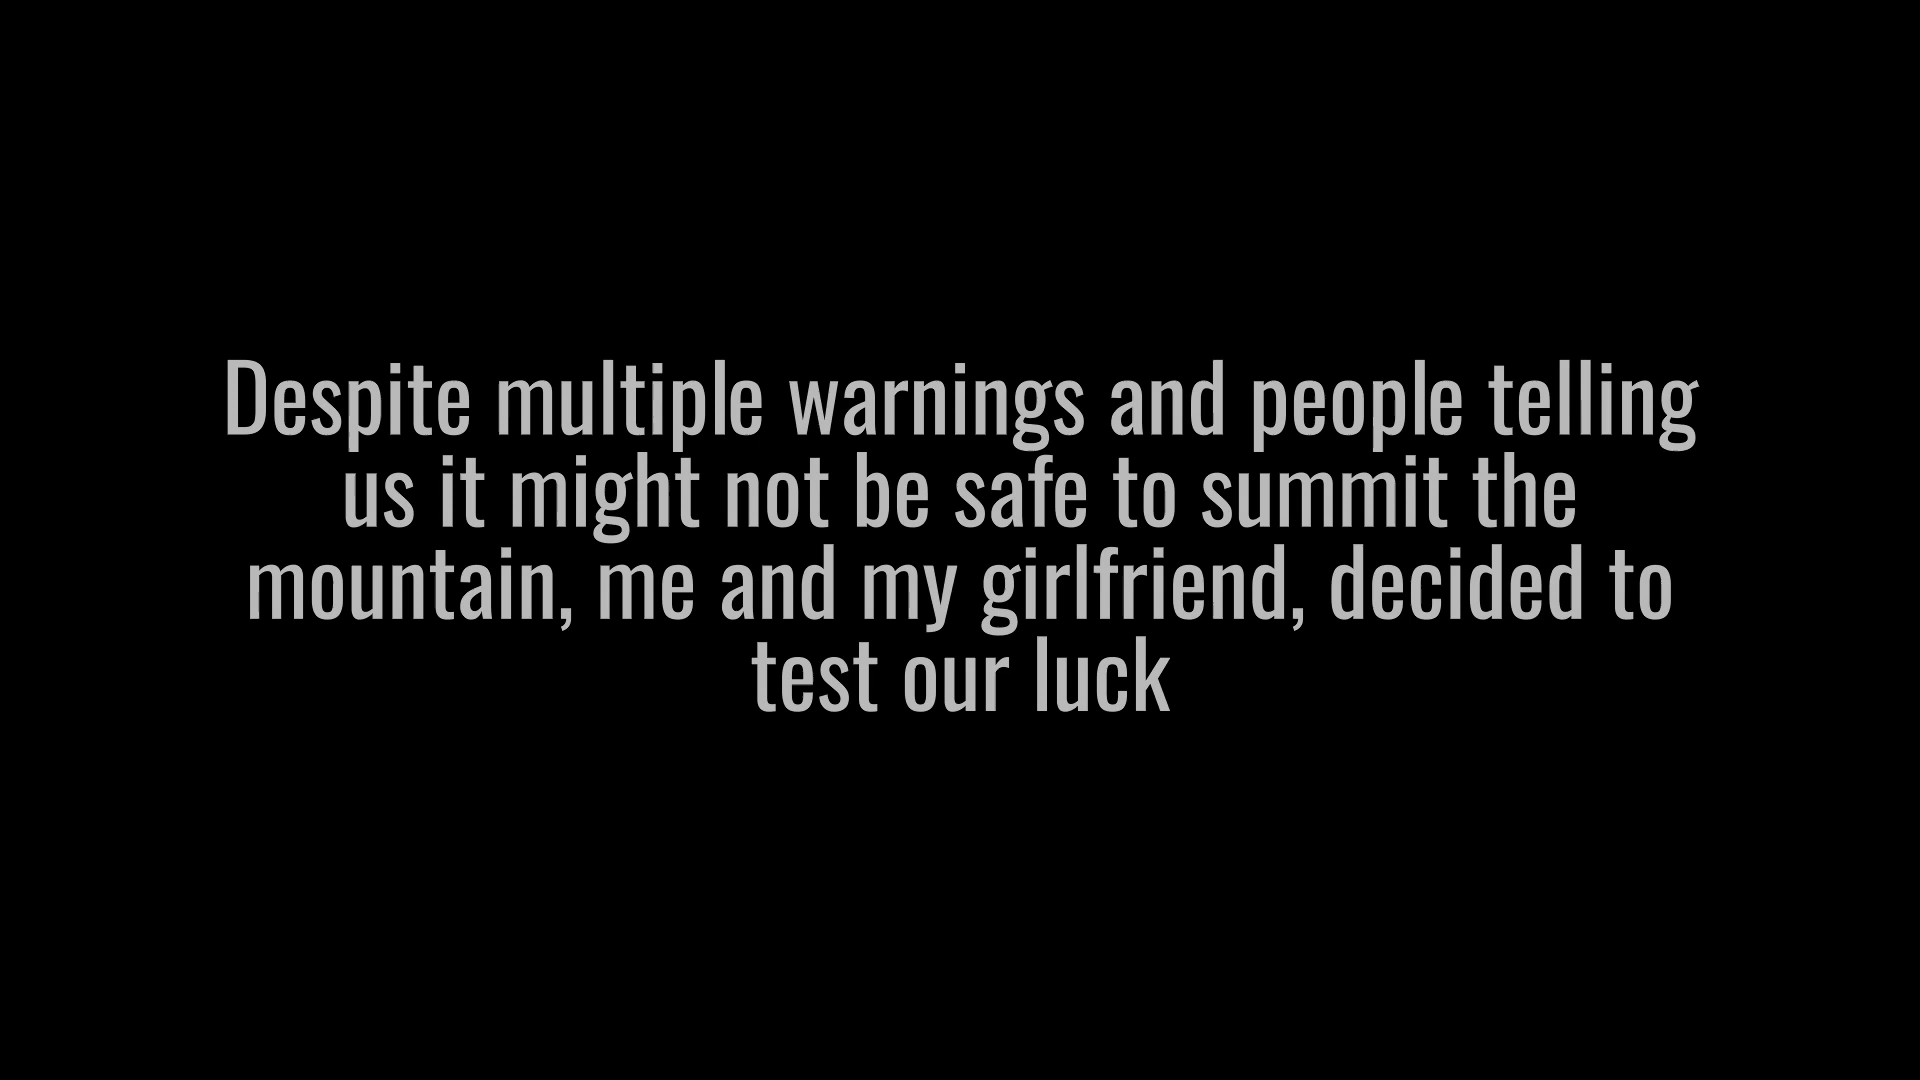 Despite multiple warnings and people telling
us it might not be safe to summit the
mountain, me and my girlfriend, decided to
test our luck